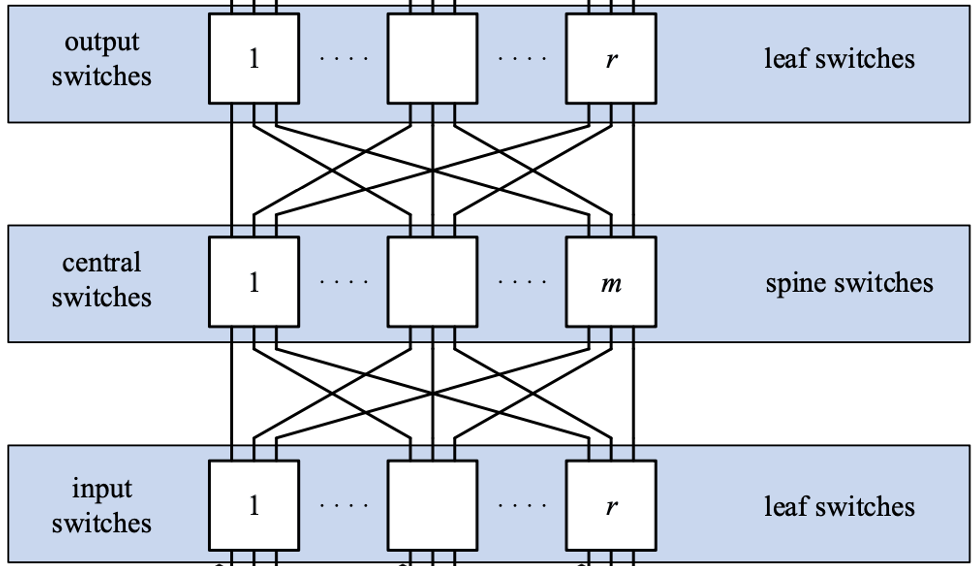 output
switches
1 . . . . . . . . r
leaf switches
central
switches
1 . . . . . . . . m
spine switches
input
switches
1 . . . . . . . . r
leaf switches